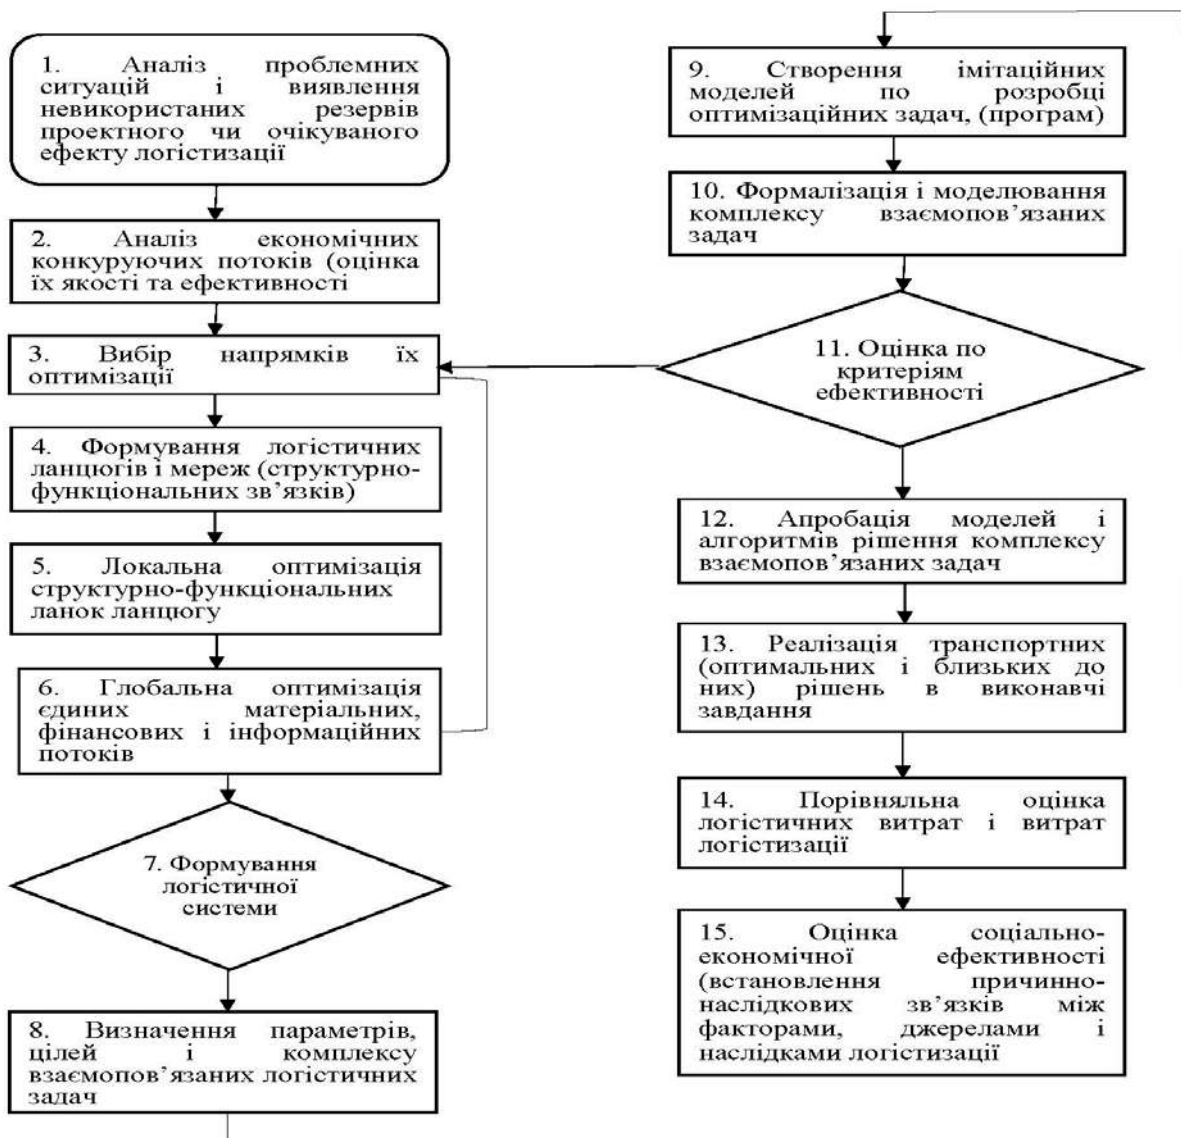 1. Аналіз проблемних
ситуацій і виявлення
невикористаних резервів
проектного чи очікуваного
ефекту логістизації
2. Аналіз економічних
конкуруючих потоків (оцінка
їх якості та ефективності
3. Вибір напрямків їх
оптимізації
4. Формування логістичних
ланцюгів і мереж (структурно-
функціональних зв’язків)
5. Локальна оптимізація
структурно-функціональних
ланок ланцюгу
6. Глобальна оптимізація
єдиних матеріальних,
фінансових і інформаційних
потоків
7. Формування
логістичної
системи
8. Визначення параметрів,
цілей і комплексу
взаємопов’язаних логістичних
задач
9. Створення імітаційних
моделей по розробці
оптимізаційних задач, (програм)
10. Формалізація і моделювання
комплексу взаємопов’язаних
задач
11. Оцінка по
критеріям
ефективності
12. Апробація моделей і
алгоритмів рішення комплексу
взаємопов’язаних задач
13. Реалізація транспортних
(оптимальних і близьких до
них) рішень в виконавчі
завдання
14. Порівняльна оцінка
логістичних витрат і витрат
логістизації
15. Оцінка соціально-
економічної ефективності
(встановлення причинно-
наслідкових зв’язків між
факторами, джерелами і
наслідками логістизації